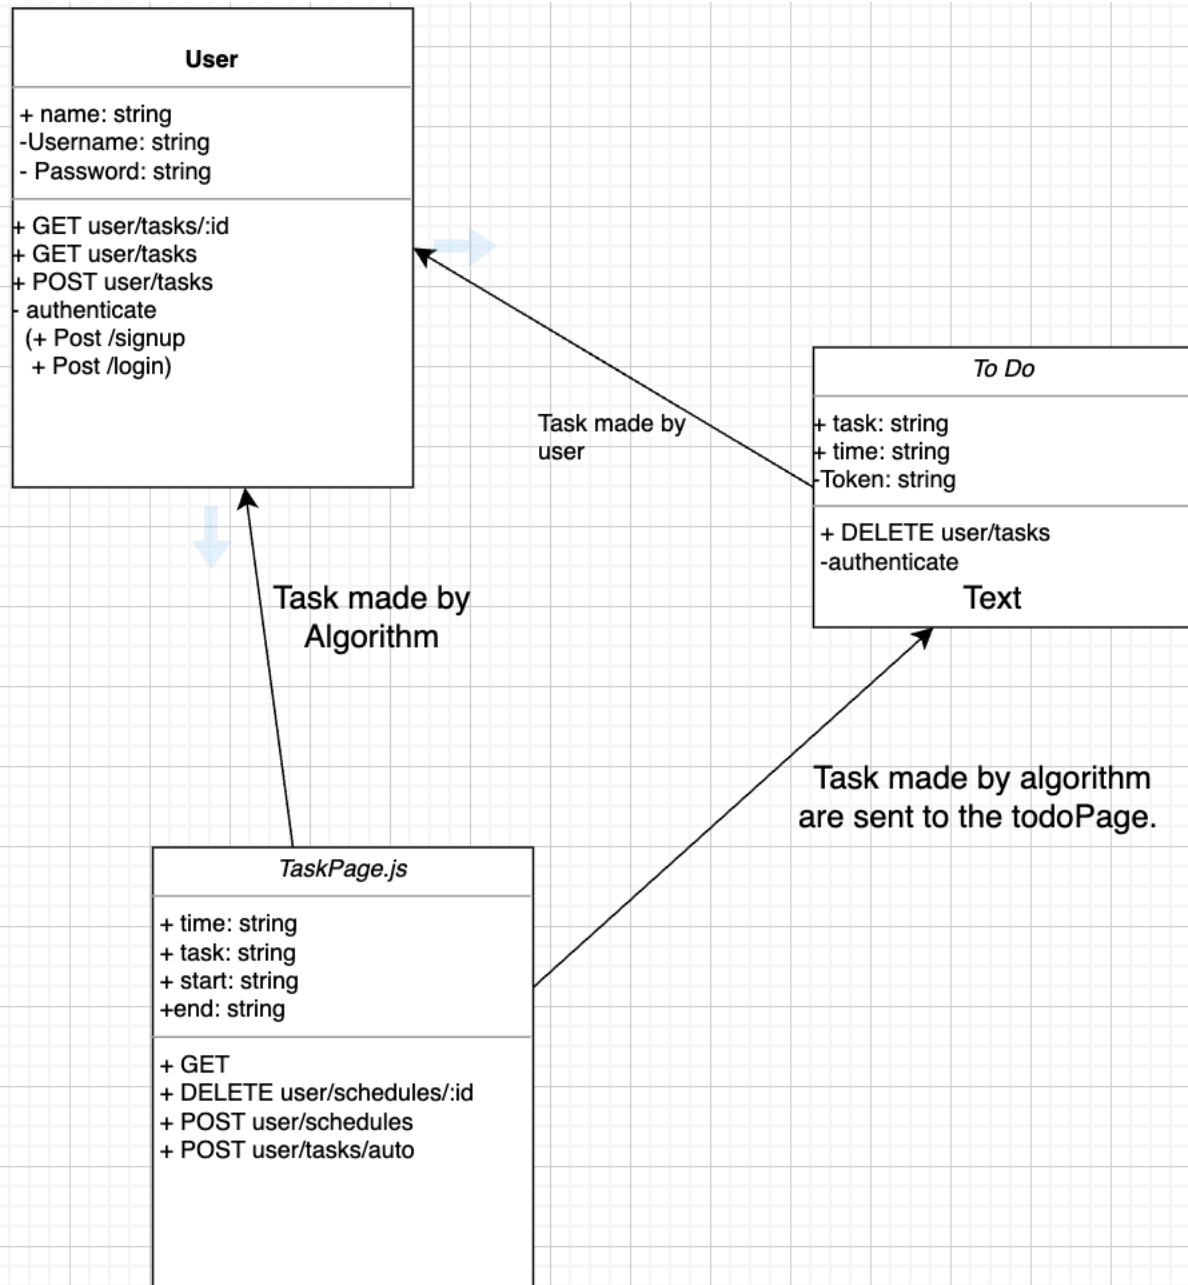 User
+ name: string
-Username: string
- Password: string
+ GET user/tasks/:id
+ GET user/tasks
+ POST user/tasks
- authenticate
(+ Post /signup
+ Post /login)
Task made by
user
To Do
+ task: string
+ time: string
-Token: string
+ DELETE user/tasks
-authenticate
Text
Task made by
Algorithm
Task made by algorithm
are sent to the todoPage.
TaskPage.js
+ time: string
+ task: string
+ start: string
+end: string
+ GET
+ DELETE user/schedules/:id
+ POST user/schedules
+ POST user/tasks/auto